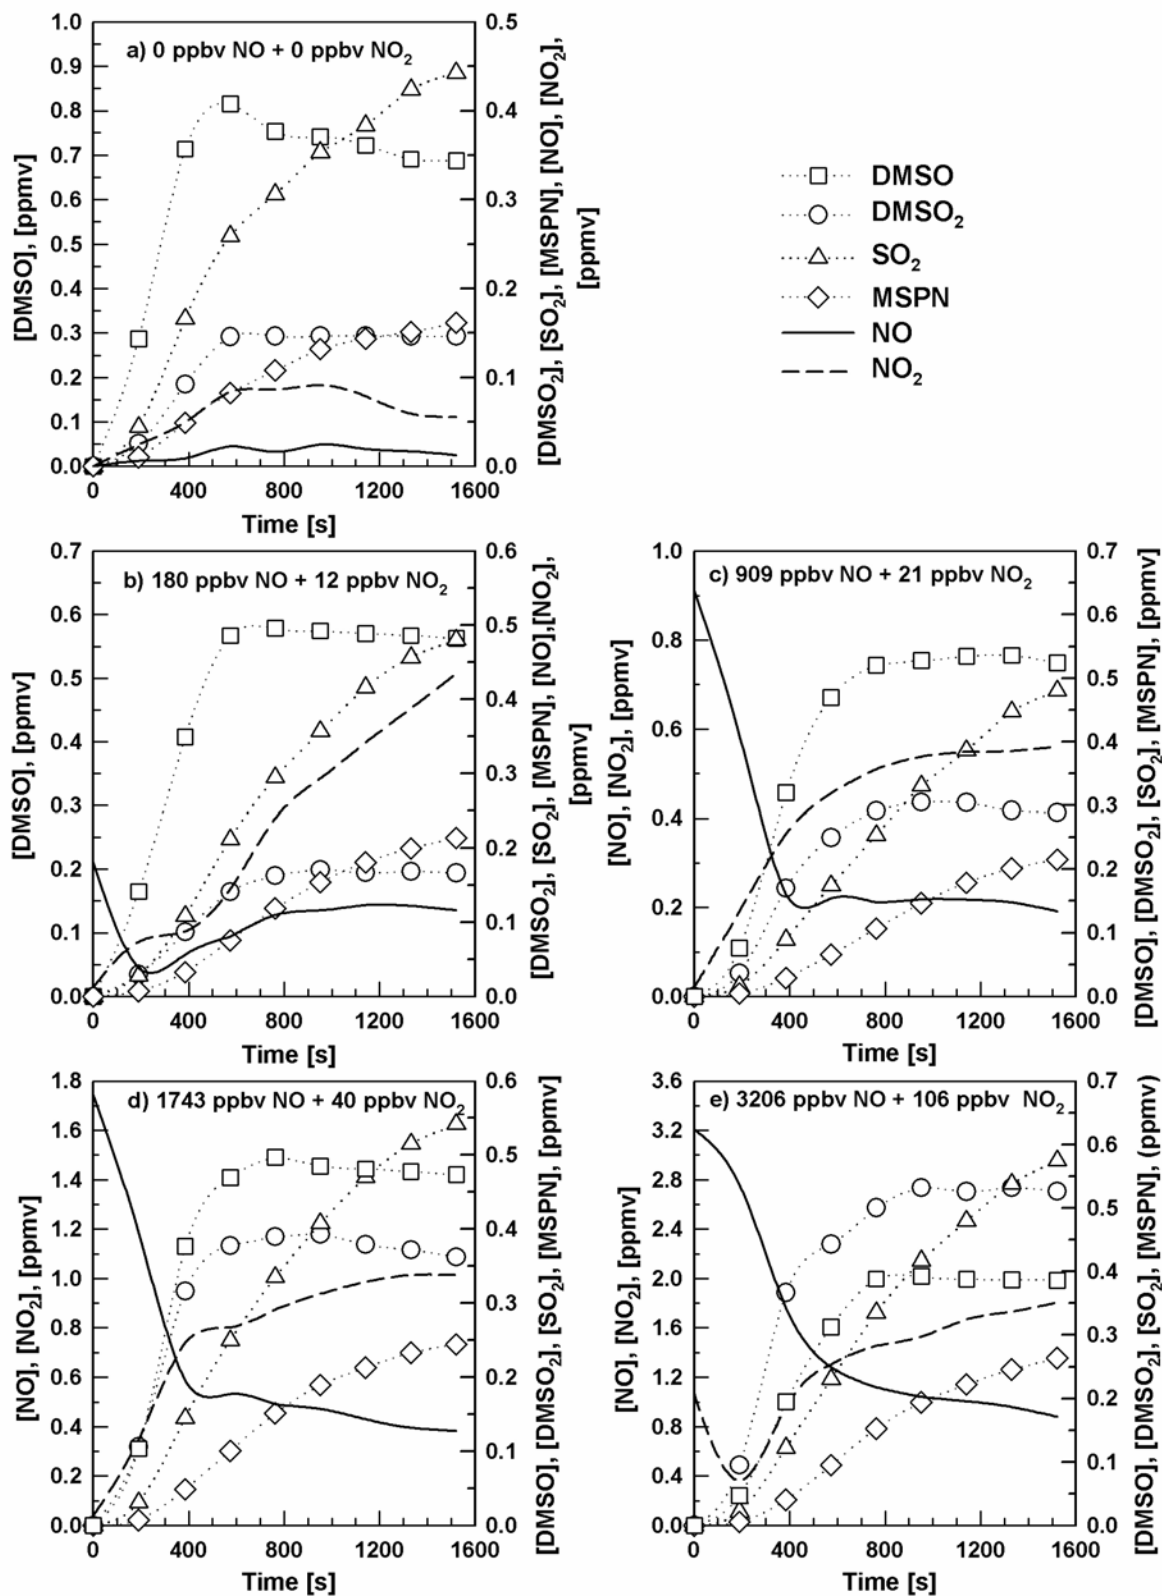 a) 0 ppbv NO + 0 ppbv NO₂
1.0
0.9
0.8
0.7
0.6
0.5
0.4
0.3
0.2
0.1
0.0
[DMSO], [ppmv]
0.5
0.4
0.3
0.2
0.1
0.0
[DMSO₂], [SO₂], [MSPN], [NO], [NO₂],
[ppmv]
0 400 800 1200 1600
Time [s]
DMSO
DMSO₂
SO₂
MSPN
NO
NO₂
b) 180 ppbv NO + 12 ppbv NO₂
0.7
0.6
0.5
0.4
0.3
0.2
0.1
0.0
[DMSO], [ppmv]
0.6
0.5
0.4
0.3
0.2
0.1
0.0
[DMSO₂], [SO₂], [MSPN], [NO],[NO₂],
[ppmv]
0 400 800 1200 1600
Time [s]
c) 909 ppbv NO + 21 ppbv NO₂
1.0
0.8
0.6
0.4
0.2
0.0
[NO], [NO₂], [ppmv]
0.7
0.6
0.5
0.4
0.3
0.2
0.1
0.0
[DMSO], [DMSO₂], [SO₂], [MSPN], [ppmv]
0 400 800 1200 1600
Time [s]
d) 1743 ppbv NO + 40 ppbv NO₂
1.8
1.6
1.4
1.2
1.0
0.8
0.6
0.4
0.2
0.0
[NO], [NO₂], [ppmv]
0.6
0.5
0.4
0.3
0.2
0.1
0.0
[DMSO], [DMSO₂], [SO₂], [MSPN], [ppmv]
0 400 800 1200 1600
Time [s]
e) 3206 ppbv NO + 106 ppbv NO₂
3.6
3.2
2.8
2.4
2.0
1.6
1.2
0.8
0.4
0.0
[NO], [NO₂], [ppmv]
0.7
0.6
0.5
0.4
0.3
0.2
0.1
0.0
[DMSO], [DMSO₂], [SO₂], [MSPN], (ppmv)
0 400 800 1200 1600
Time [s]